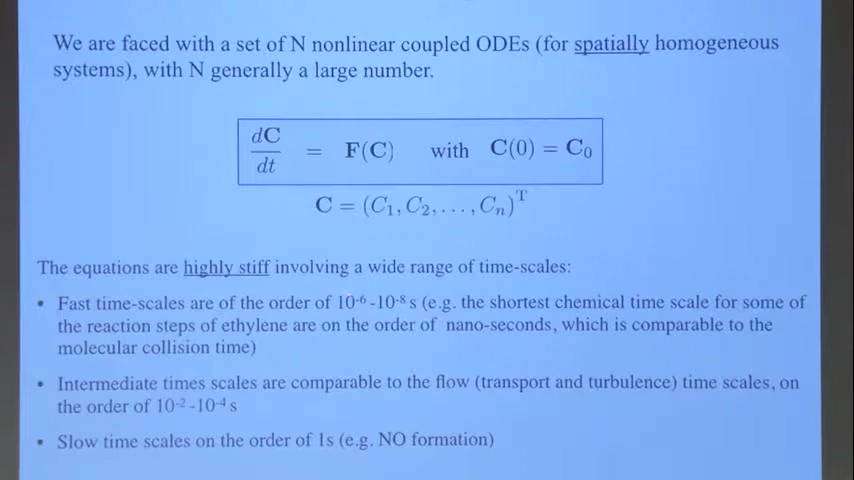 We are faced with a set of N nonlinear coupled ODEs (for spatially homogeneous
systems), with N generally a large number.
dC/dt = F(C) with C(0) = C₀
C = (C₁, C₂, . . . , Cₙ)ᵀ
The equations are highly stiff involving a wide range of time-scales:
• Fast time-scales are of the order of 10⁻⁶ -10⁻⁸ s (e.g. the shortest chemical time scale for some of
the reaction steps of ethylene are on the order of nano-seconds, which is comparable to the
molecular collision time)
• Intermediate times scales are comparable to the flow (transport and turbulence) time scales, on
the order of 10⁻² -10⁻⁴ s
• Slow time scales on the order of 1s (e.g. NO formation)